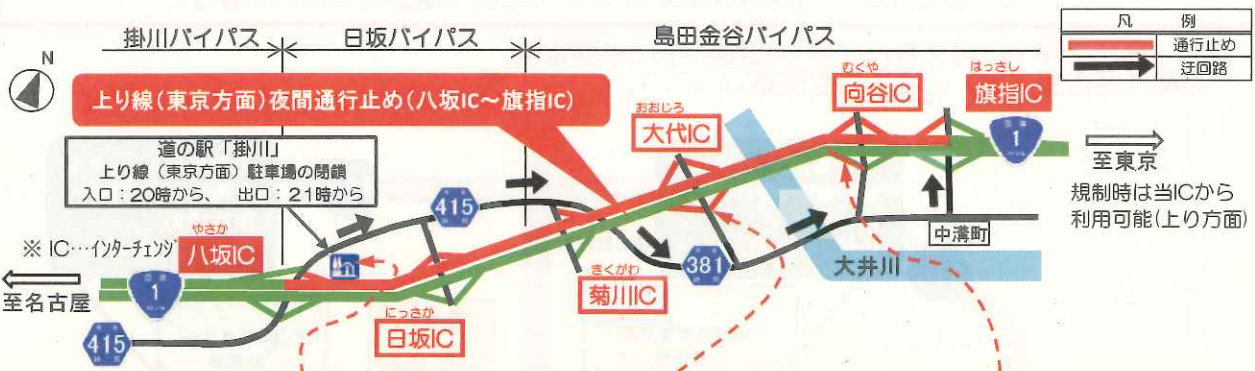 掛川バイパス
日坂バイパス
島田金谷バイパス
凡 例
通行止め
迂回路
N
上り線(東京方面)夜間通行止め(八坂IC～旗指IC)
むくや
向谷IC
はっさし
旗指IC
おおじろ
大代IC
1
至東京
規制時は当ICから
利用可能(上り方面)
道の駅「掛川」
上り線(東京方面)駐車場の閉鎖
入口:20時から、 出口:21時から
415
※ IC…インターチェンジ
やさか
八坂IC
中溝町
381
大井川
きくがわ
菊川IC
至名古屋
1
にっさか
日坂IC
415